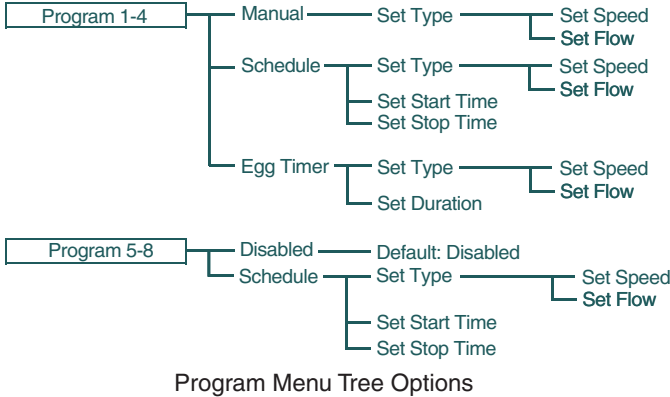 Program 1-4 Manual Set Type Set Speed
Set Flow
Schedule Set Type Set Speed
Set Flow
Set Start Time
Set Stop Time
Egg Timer Set Type Set Speed
Set Flow
Set Duration
Program 5-8 Disabled Default: Disabled
Schedule Set Type Set Speed
Set Flow
Set Start Time
Set Stop Time
Program Menu Tree Options